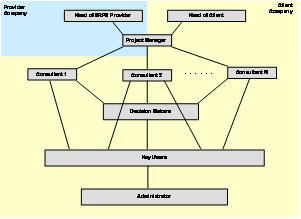 Provider
Company
Client
Company
Head of ERPM Provider
Head of Client
Project Manager
Consultant 1
Consultant 2
Consultant N
Decision Makers
Key Users
Administrator